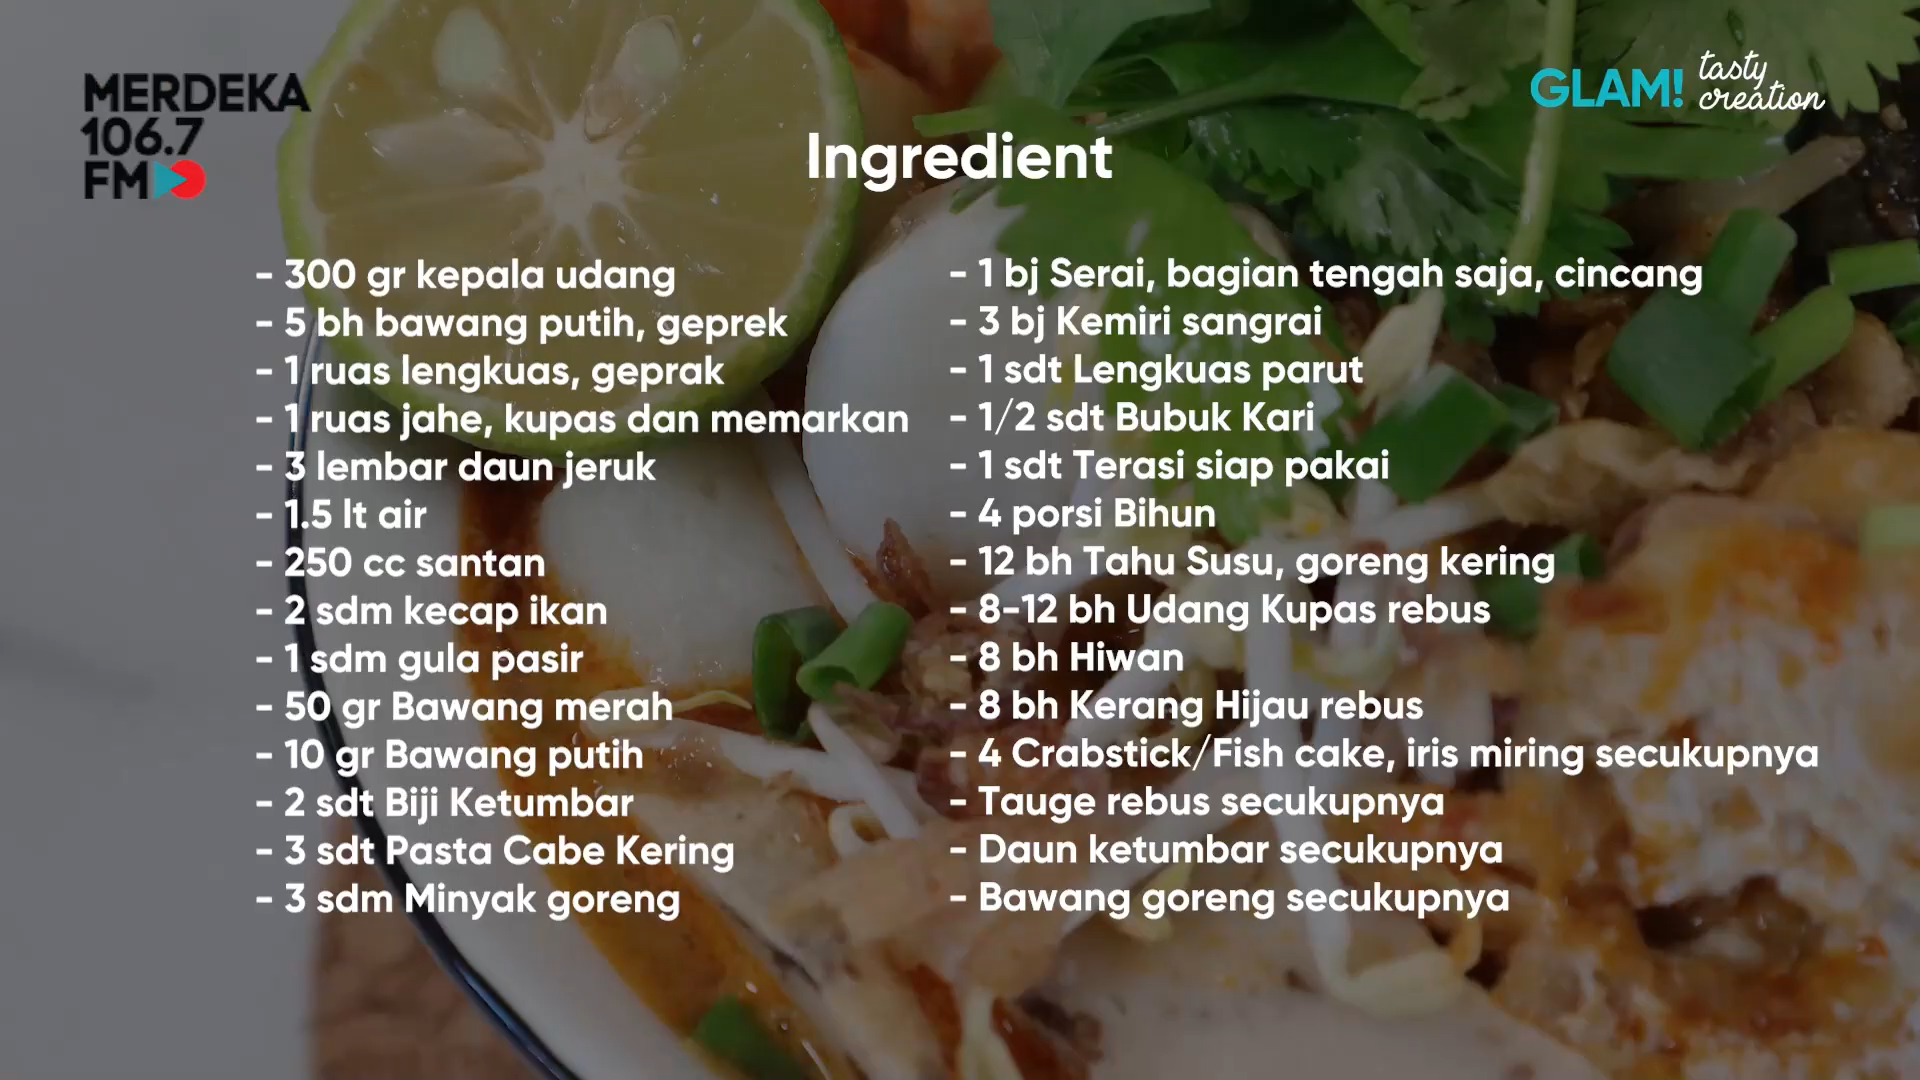 MERDEKA
106.7
FM
GLAM! tasty
creation
Ingredient
- 300 gr kepala udang
- 5 bh bawang putih, geprek
- 1 ruas lengkuas, geprak
- 1 ruas jahe, kupas dan memarkan
- 3 lembar daun jeruk
- 1.5 lt air
- 250 cc santan
- 2 sdm kecap ikan
- 1 sdm gula pasir
- 50 gr Bawang merah
- 10 gr Bawang putih
- 2 sdt Biji Ketumbar
- 3 sdt Pasta Cabe Kering
- 3 sdm Minyak goreng
- 1 bj Serai, bagian tengah saja, cincang
- 3 bj Kemiri sangrai
- 1 sdt Lengkuas parut
- 1/2 sdt Bubuk Kari
- 1 sdt Terasi siap pakai
- 4 porsi Bihun
- 12 bh Tahu Susu, goreng kering
- 8-12 bh Udang Kupas rebus
- 8 bh Hiwan
- 8 bh Kerang Hijau rebus
- 4 Crabstick/Fish cake, iris miring secukupnya
- Tauge rebus secukupnya
- Daun ketumbar secukupnya
- Bawang goreng secukupnya